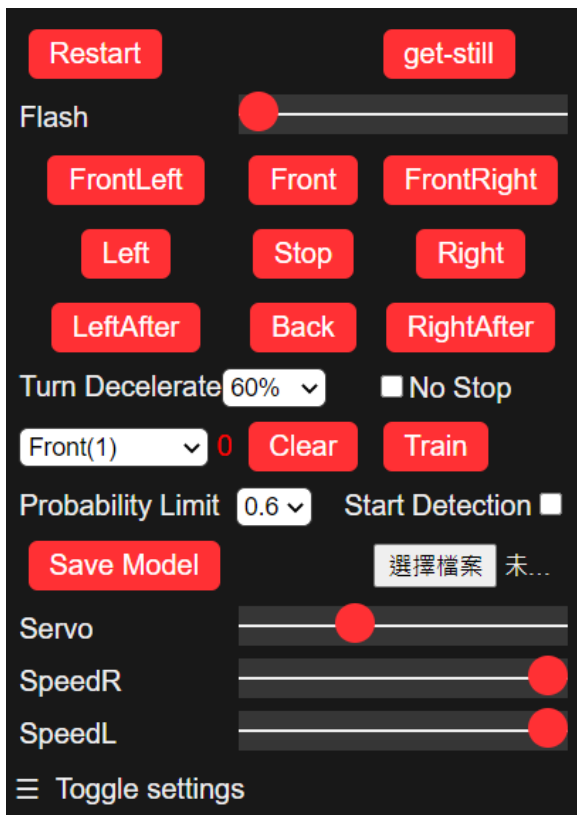 Restart get-still
Flash
FrontLeft Front FrontRight
Left Stop Right
LeftAfter Back RightAfter
Turn Decelerate 60% No Stop
Front(1) 0 Clear Train
Probability Limit 0.6 Start Detection
Save Model 選擇檔案 未...
Servo
SpeedR
SpeedL
☰ Toggle settings